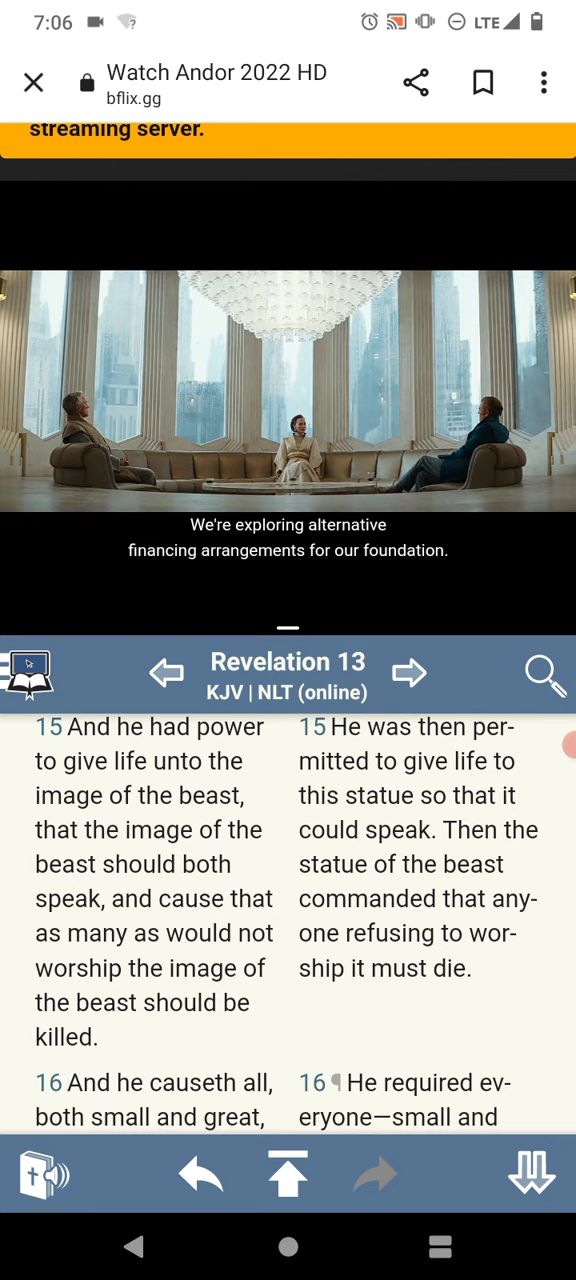 7:06
LTE
Watch Andor 2022 HD
bflix.gg
streaming server.
We're exploring alternative
financing arrangements for our foundation.
Revelation 13
KJV | NLT (online)
15 And he had power
to give life unto the
image of the beast,
that the image of the
beast should both
speak, and cause that
as many as would not
worship the image of
the beast should be
killed.
16 And he causeth all,
both small and great,
15 He was then per-
mitted to give life to
this statue so that it
could speak. Then the
statue of the beast
commanded that any-
one refusing to wor-
ship it must die.
16 ¶ He required ev-
eryone—small and